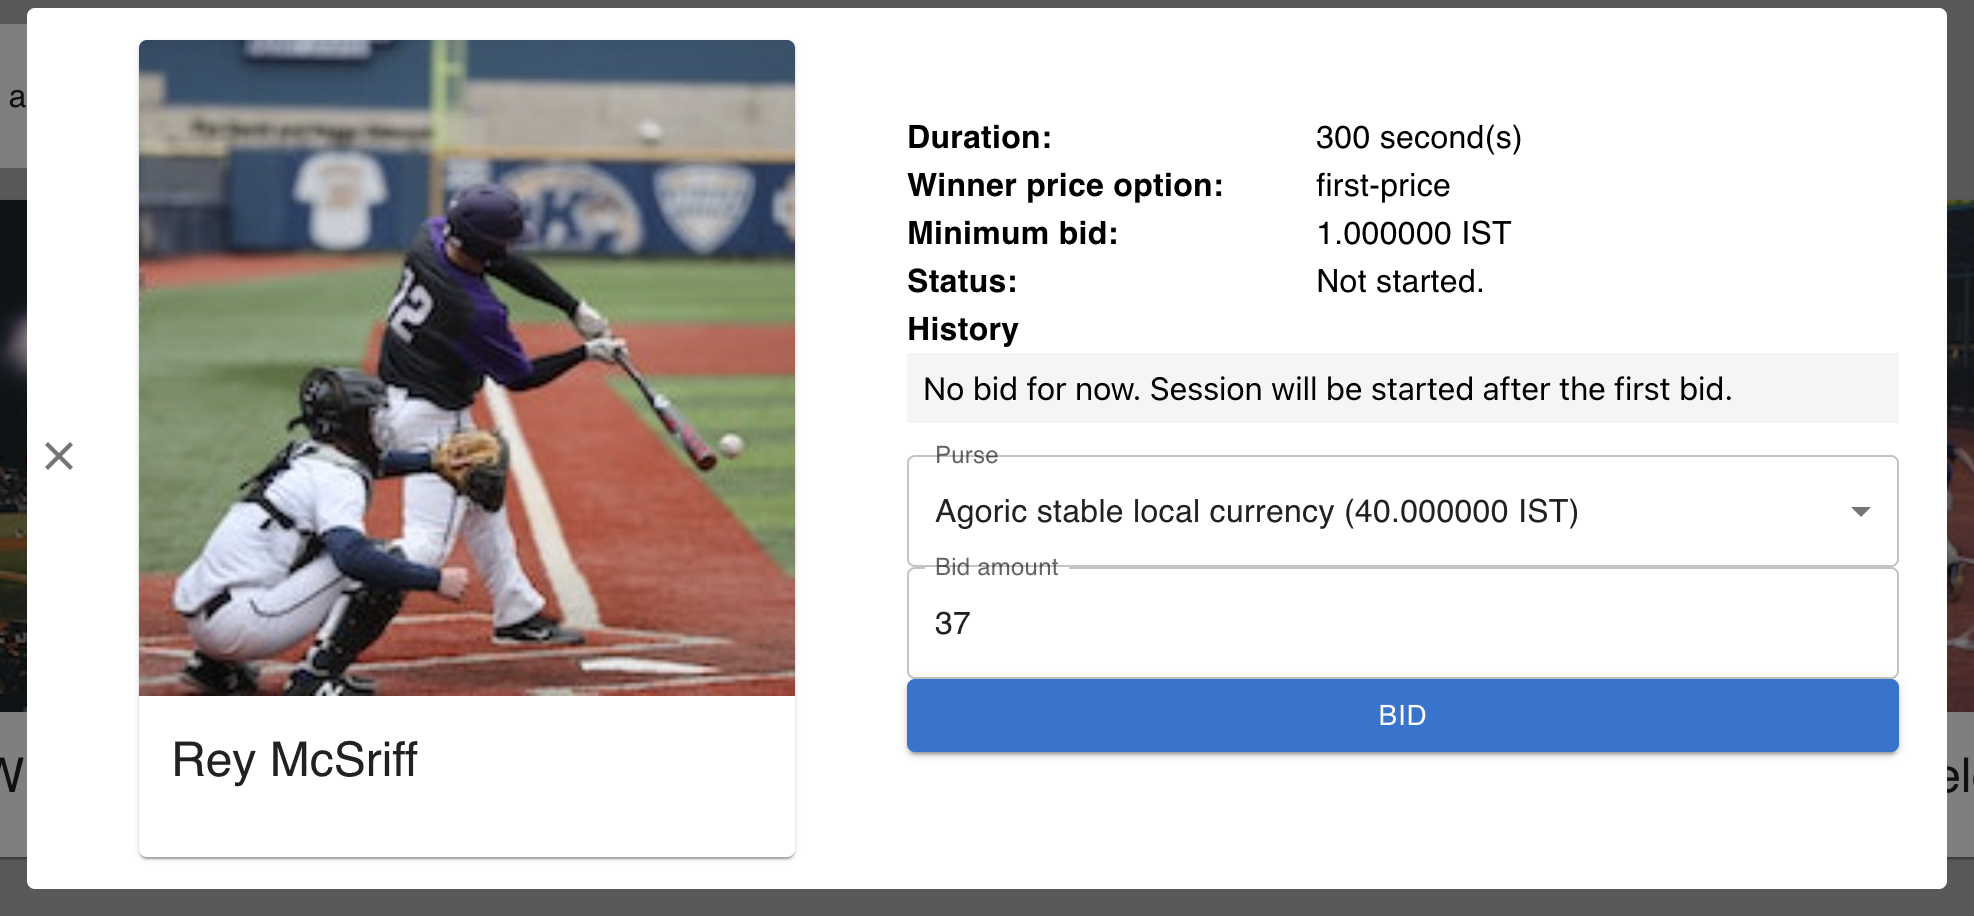 a
12
K
Rey McSriff
Duration: 300 second(s)
Winner price option: first-price
Minimum bid: 1.000000 IST
Status: Not started.
History
No bid for now. Session will be started after the first bid.
Purse
Agoric stable local currency (40.000000 IST)
Bid amount
37
BID
W
el